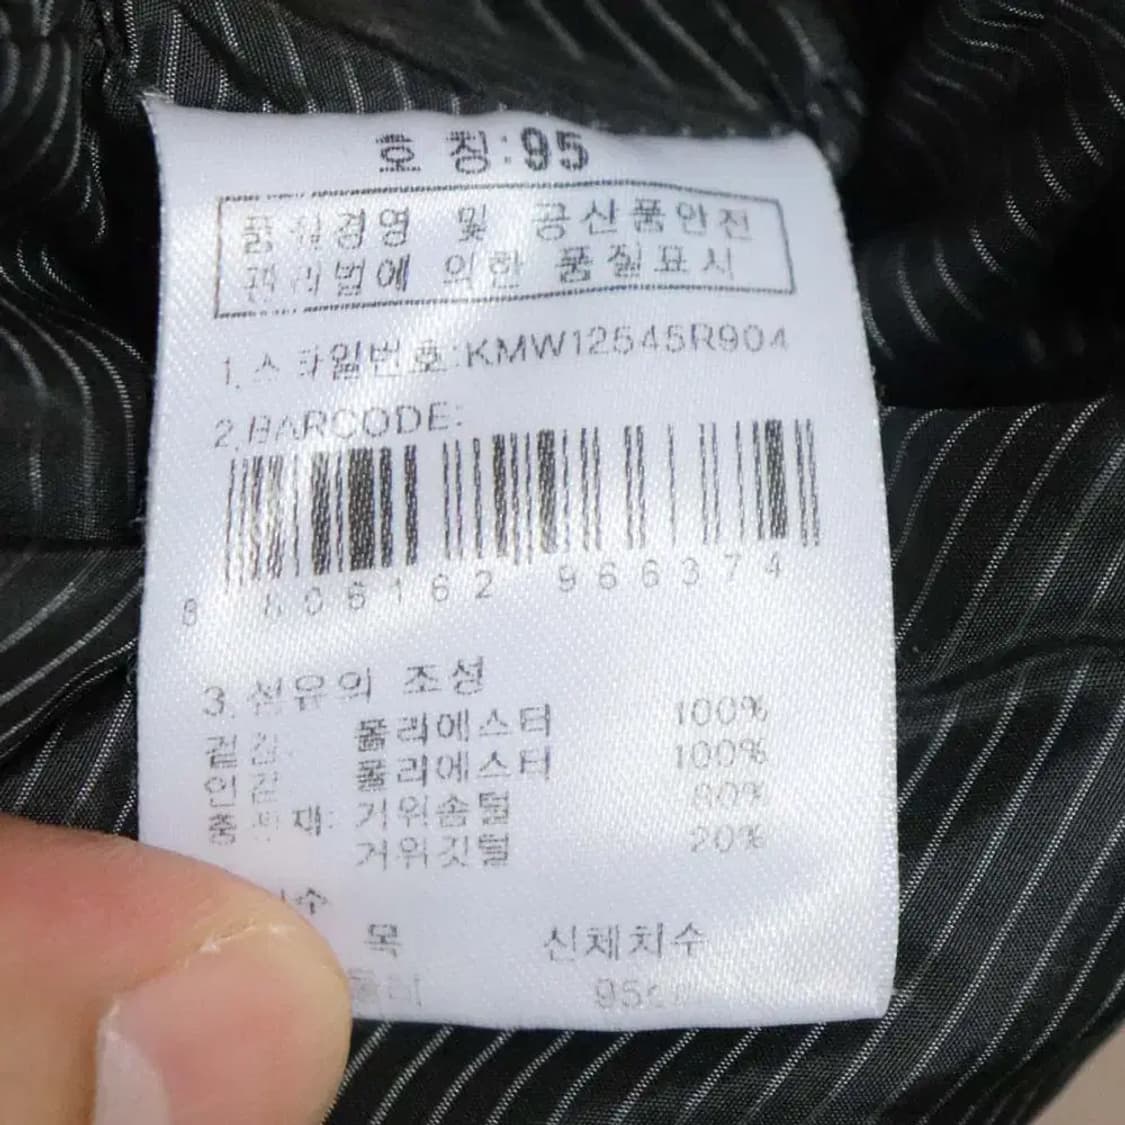 호 칭:95
품질경영 및 공산품안전
관리법에 의한 품질표시
1.스타일번호:KMW12545R904
2.BARCODE:
8 806162 966374
3.섬유의 조성
겉감: 폴리에스터 100%
안감: 폴리에스터 100%
충전재: 거위솜털 80%
거위깃털 20%
목 신체치수
95